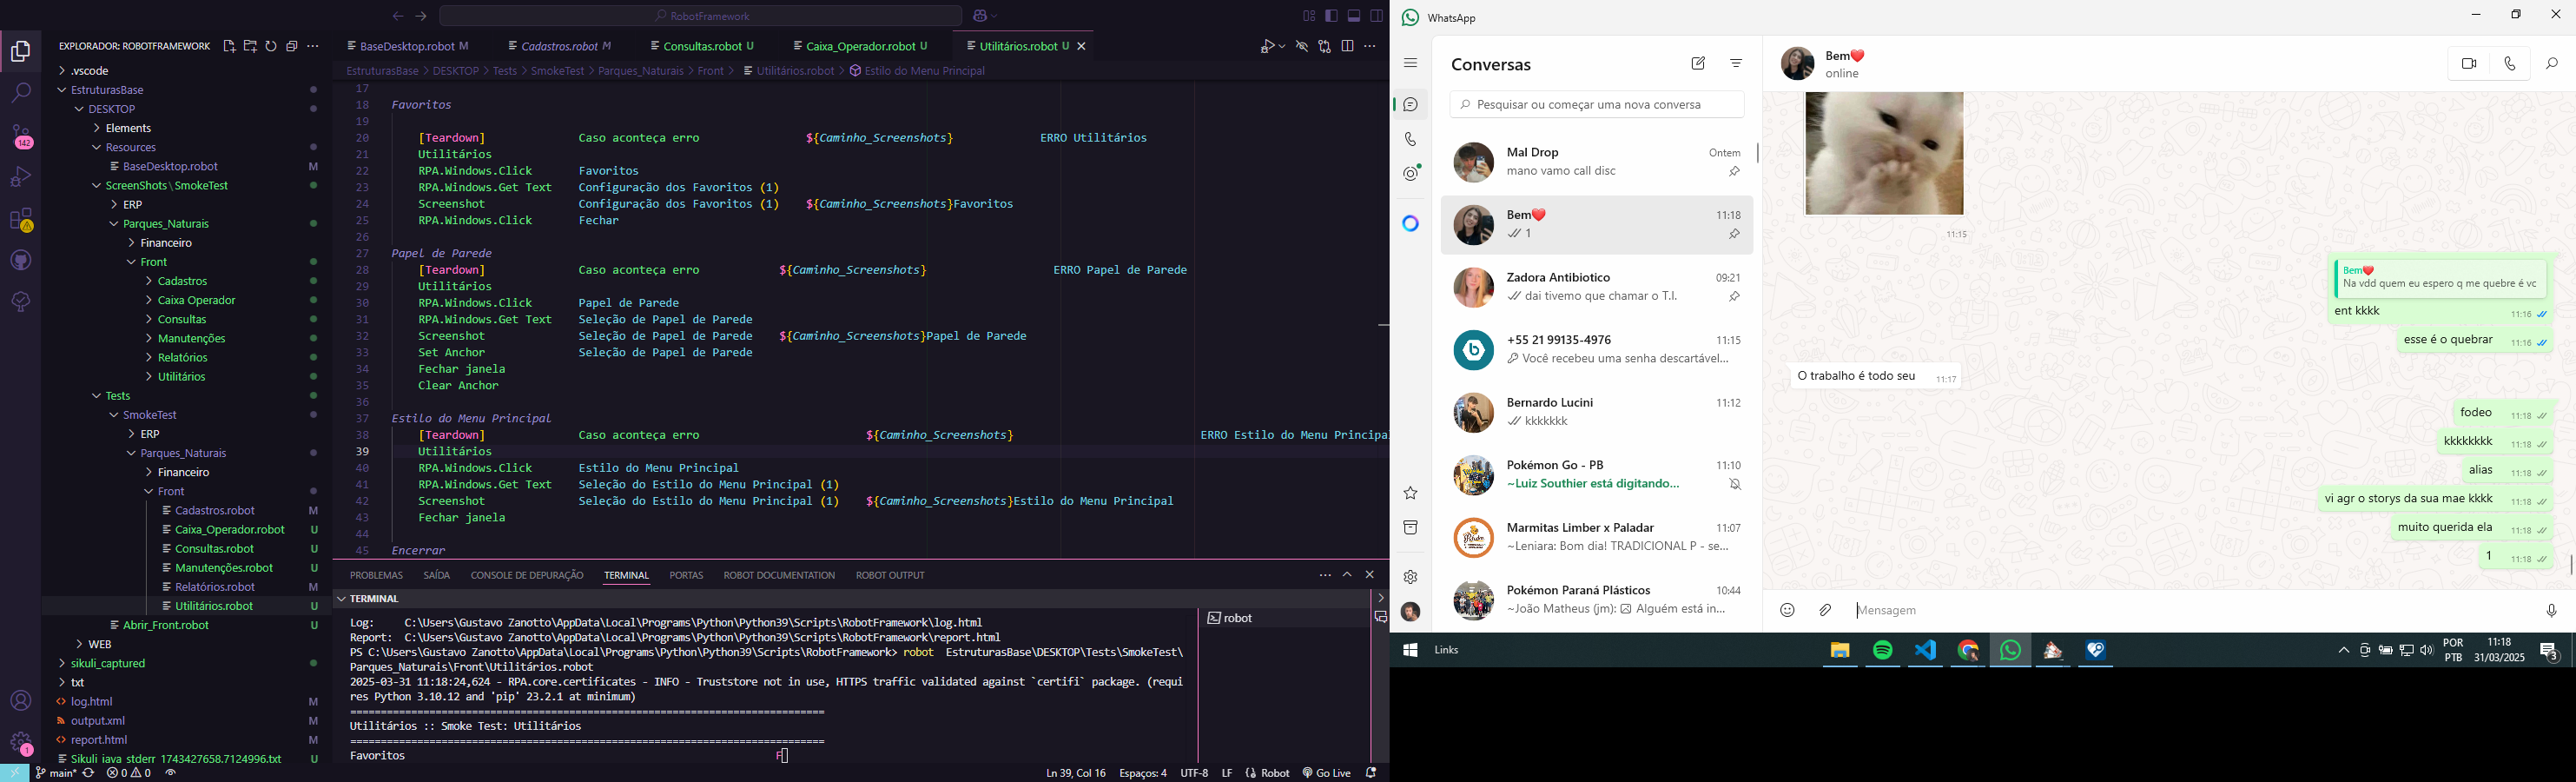 RobotFramework
EXPLORADOR: ROBOTFRAMEWORK
.vscode
EstruturasBase
DESKTOP
Elements
Resources
BaseDesktop.robot M
ScreenShots\SmokeTest
ERP
Parques_Naturais
Financeiro
Front
Cadastros
Caixa Operador
Consultas
Manutenções
Relatórios
Utilitários
Tests
SmokeTest
ERP
Parques_Naturais
Financeiro
Front
Cadastros.robot M
Caixa_Operador.robot U
Consultas.robot U
Manutenções.robot U
Relatórios.robot M
Utilitários.robot U
Abrir_Front.robot U
WEB
sikuli_captured
txt
log.html M
output.xml M
report.html M
Sikuli_java_stderr_1743427658.7124996.txt U
142
1
BaseDesktop.robot M
Cadastros.robot M
Consultas.robot U
Caixa_Operador.robot U
Utilitários.robot U
EstruturasBase > DESKTOP > Tests > SmokeTest > Parques_Naturais > Front > Utilitários.robot > Estilo do Menu Principal
17
18 Favoritos
19
20 [Teardown] Caso aconteça erro ${Caminho_Screenshots} ERRO Utilitários
21 Utilitários
22 RPA.Windows.Click Favoritos
23 RPA.Windows.Get Text Configuração dos Favoritos (1)
24 Screenshot Configuração dos Favoritos (1) ${Caminho_Screenshots}Favoritos
25 RPA.Windows.Click Fechar
26
27 Papel de Parede
28 [Teardown] Caso aconteça erro ${Caminho_Screenshots} ERRO Papel de Parede
29 Utilitários
30 RPA.Windows.Click Papel de Parede
31 RPA.Windows.Get Text Seleção de Papel de Parede
32 Screenshot Seleção de Papel de Parede ${Caminho_Screenshots}Papel de Parede
33 Set Anchor Seleção de Papel de Parede
34 Fechar janela
35 Clear Anchor
36
37 Estilo do Menu Principal
38 [Teardown] Caso aconteça erro ${Caminho_Screenshots} ERRO Estilo do Menu Principal
39 Utilitários
40 RPA.Windows.Click Estilo do Menu Principal
41 RPA.Windows.Get Text Seleção do Estilo do Menu Principal (1)
42 Screenshot Seleção do Estilo do Menu Principal (1) ${Caminho_Screenshots}Estilo do Menu Principal
43 Fechar janela
44
45 Encerrar
PROBLEMAS SAÍDA CONSOLE DE DEPURAÇÃO TERMINAL PORTAS ROBOT DOCUMENTATION ROBOT OUTPUT
TERMINAL
robot
Log: C:\Users\Gustavo Zanotto\AppData\Local\Programs\Python\Python39\Scripts\RobotFramework\log.html
Report: C:\Users\Gustavo Zanotto\AppData\Local\Programs\Python\Python39\Scripts\RobotFramework\report.html
PS C:\Users\Gustavo Zanotto\AppData\Local\Programs\Python\Python39\Scripts\RobotFramework> robot EstruturasBase\DESKTOP\Tests\SmokeTest\
Parques_Naturais\Front\Utilitários.robot
2025-03-31 11:18:24,624 - RPA.core.certificates - INFO - Truststore not in use, HTTPS traffic validated against `certifi` package. (requi
res Python 3.10.12 and 'pip' 23.2.1 at minimum)
==============================================================================
Utilitários :: Smoke Test: Utilitários
==============================================================================
Favoritos F
main* 0 0 Ln 39, Col 16 Espaços: 4 UTF-8 LF Robot Go Live
WhatsApp
Conversas
Pesquisar ou começar uma nova conversa
Mal Drop Ontem
mano vamo call disc
Bem❤️ 11:18
1
Zadora Antibiotico 09:21
dai tivemo que chamar o T.I.
+55 21 99135-4976 11:15
Você recebeu uma senha descartável...
Bernardo Lucini 11:12
kkkkkkk
Pokémon Go - PB 11:10
~Luiz Southier está digitando...
Marmitas Limber x Paladar 11:07
~Leniara: Bom dia! TRADICIONAL P - se...
Pokémon Paraná Plásticos 10:44
~João Matheus (jm): Alguém está in...
Bem❤️
online
11:15
Bem❤️
Na vdd quem eu espero q me quebre é vc
ent kkkk 11:16
esse é o quebrar 11:16
O trabalho é todo seu 11:17
fodeo 11:18
kkkkkkkk 11:18
alias 11:18
vi agr o storys da sua mae kkkk 11:18
muito querida ela 11:18
1 11:18
Mensagem
Links
POR
PTB
11:18
31/03/2025
3